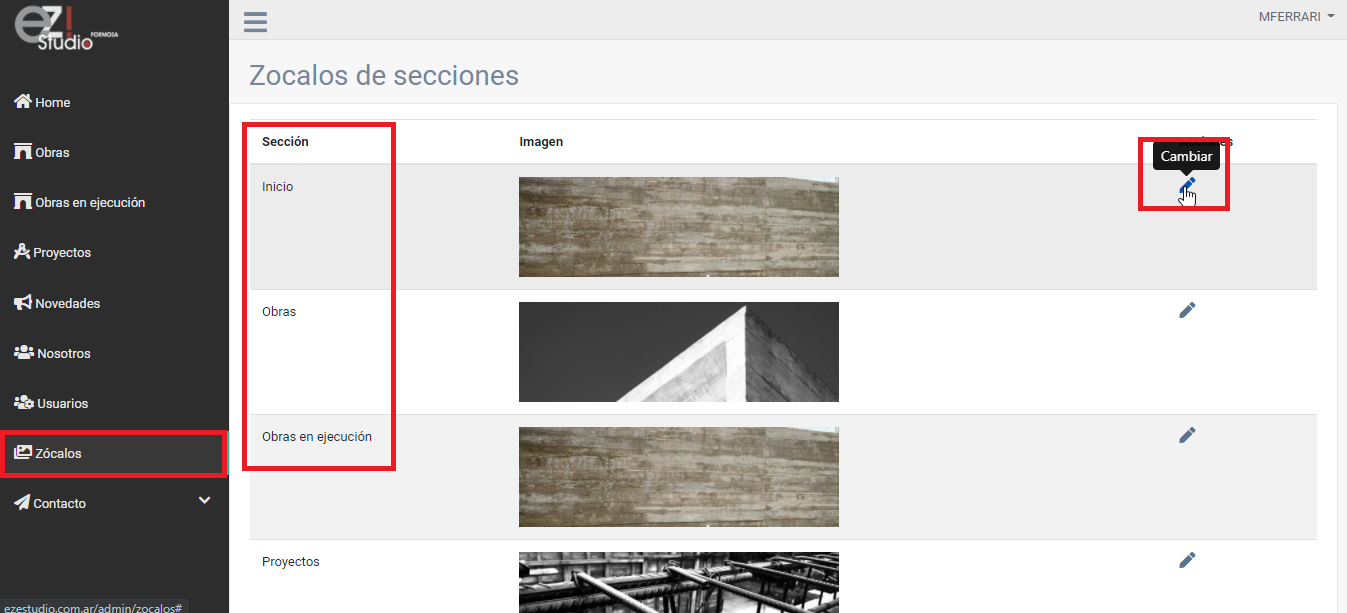 eZ!
Studio FORMOSA
MFERRARI
Zocalos de secciones
Home
Obras
Obras en ejecución
Proyectos
Novedades
Nosotros
Usuarios
Zócalos
Contacto
Sección Imagen Acciones
Cambiar
Inicio
Obras
Obras en ejecución
Proyectos
ezestudio.com.ar/admin/zocalos#